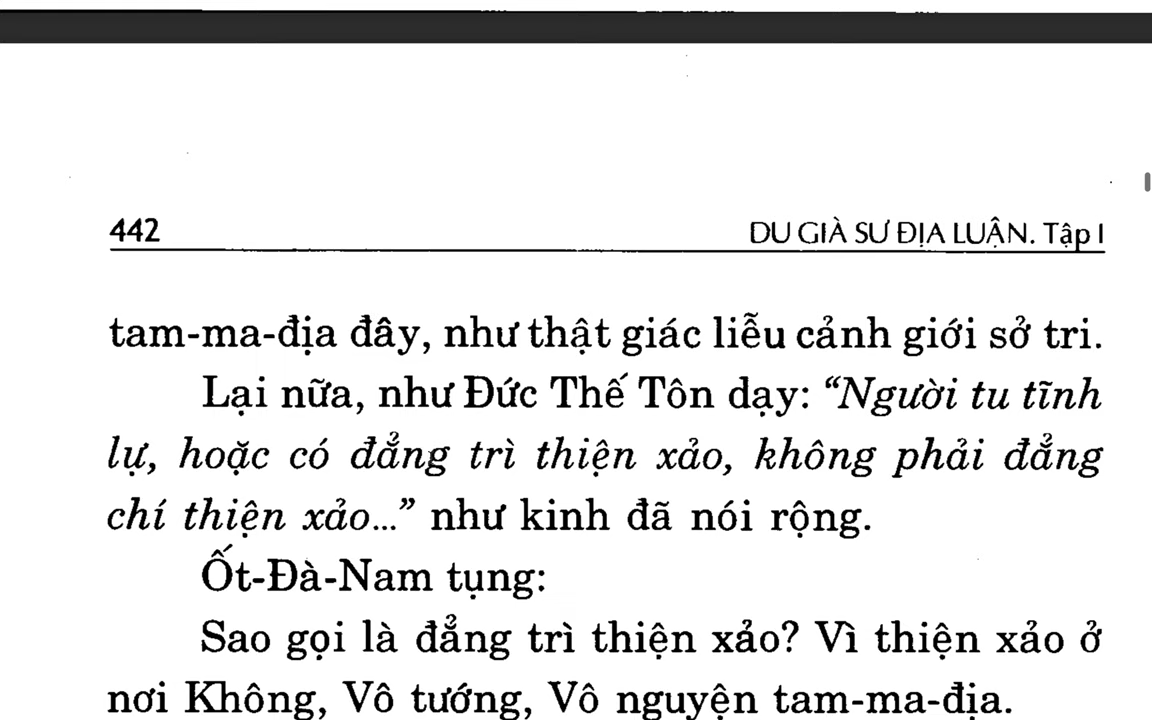 442
DU GIÀ SƯ ĐỊA LUẬN. Tập I
tam-ma-địa đây, như thật giác liễu cảnh giới sở tri.
Lại nữa, như Đức Thế Tôn dạy: “Người tu tĩnh
lự, hoặc có đẳng trì thiện xảo, không phải đẳng
chí thiện xảo...” như kinh đã nói rộng.
Ốt-Đà-Nam tụng:
Sao gọi là đẳng trì thiện xảo? Vì thiện xảo ở
nơi Không, Vô tướng, Vô nguyện tam-ma-địa.